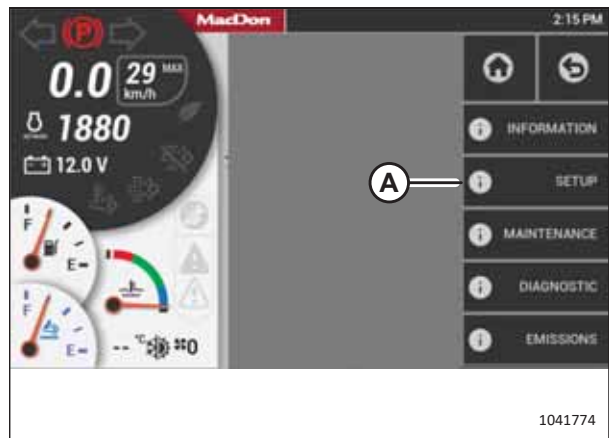 MacDon
2:15 PM
P
0.0
29 MAX
km/h
1880
12.0 V
F
E
F
E
-- °C 0
INFORMATION
SETUP
MAINTENANCE
DIAGNOSTIC
EMISSIONS
A
1041774